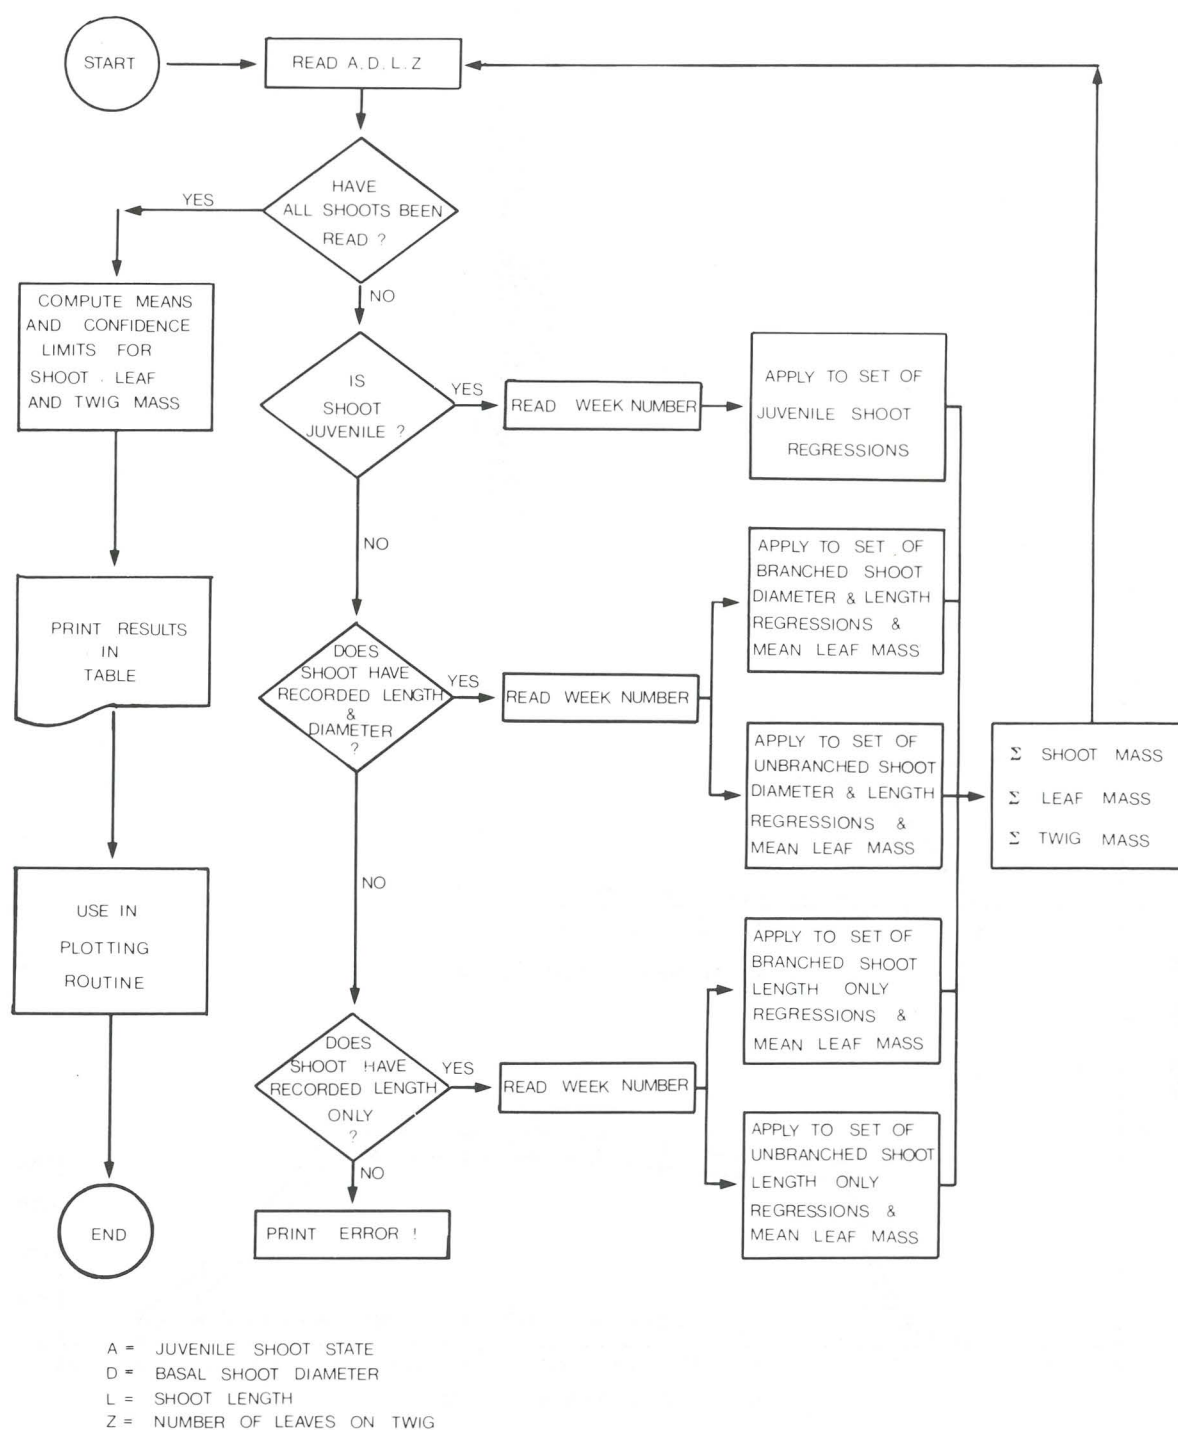 START
READ A. D. L. Z
HAVE
ALL SHOOTS BEEN
READ ?
YES
NO
COMPUTE MEANS
AND CONFIDENCE
LIMITS FOR
SHOOT . LEAF
AND TWIG MASS
IS
SHOOT
JUVENILE ?
YES
READ WEEK NUMBER
APPLY TO SET OF
JUVENILE SHOOT
REGRESSIONS
NO
PRINT RESULTS
IN
TABLE
DOES
SHOOT HAVE
RECORDED LENGTH
&
DIAMETER
?
YES
READ WEEK NUMBER
APPLY TO SET OF
BRANCHED SHOOT
DIAMETER & LENGTH
REGRESSIONS &
MEAN LEAF MASS
APPLY TO SET OF
UNBRANCHED SHOOT
DIAMETER & LENGTH
REGRESSIONS &
MEAN LEAF MASS
Σ SHOOT MASS
Σ LEAF MASS
Σ TWIG MASS
NO
USE IN
PLOTTING
ROUTINE
DOES
SHOOT HAVE
RECORDED LENGTH
ONLY
?
YES
READ WEEK NUMBER
APPLY TO SET OF
BRANCHED SHOOT
LENGTH ONLY
REGRESSIONS &
MEAN LEAF MASS
APPLY TO SET OF
UNBRANCHED SHOOT
LENGTH ONLY
REGRESSIONS &
MEAN LEAF MASS
NO
PRINT ERROR !
END
A = JUVENILE SHOOT STATE
D = BASAL SHOOT DIAMETER
L = SHOOT LENGTH
Z = NUMBER OF LEAVES ON TWIG